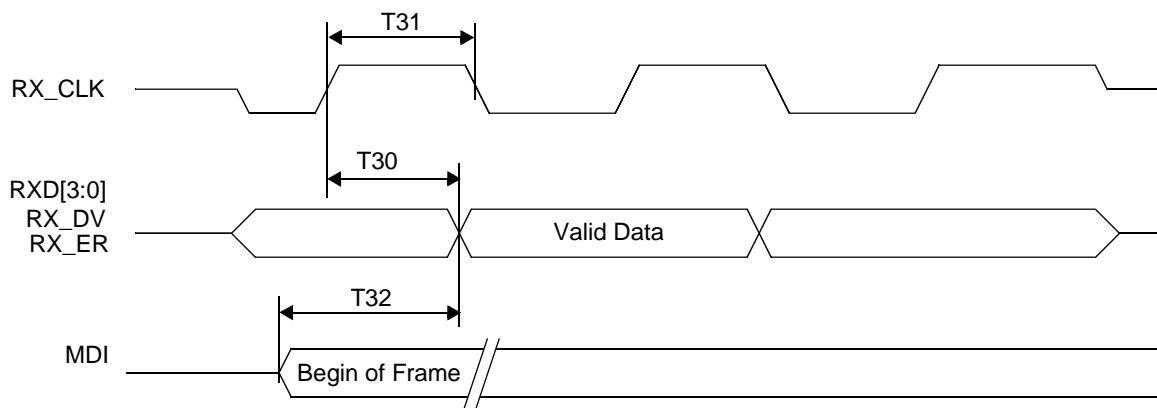 T31
RX_CLK
T30
RXD[3:0]
RX_DV
RX_ER
Valid Data
T32
MDI
Begin of Frame